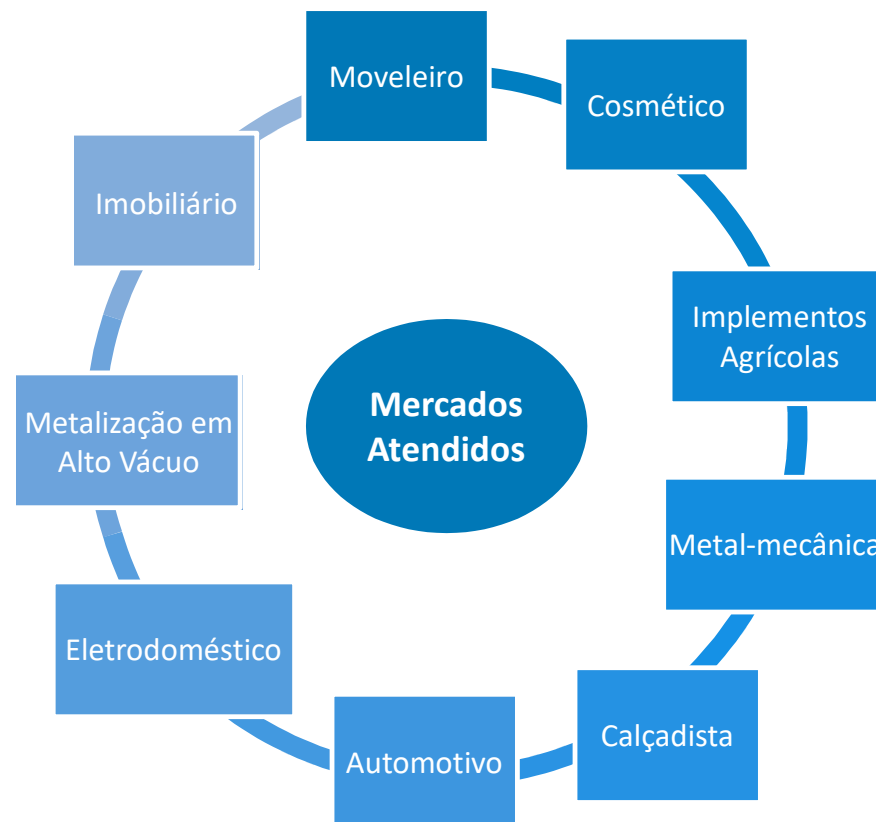 Moveleiro
Cosmético
Implementos
Agrícolas
Metal-mecânica
Calçadista
Automotivo
Eletrodoméstico
Metalização em
Alto Vácuo
Imobiliário
Mercados
Atendidos